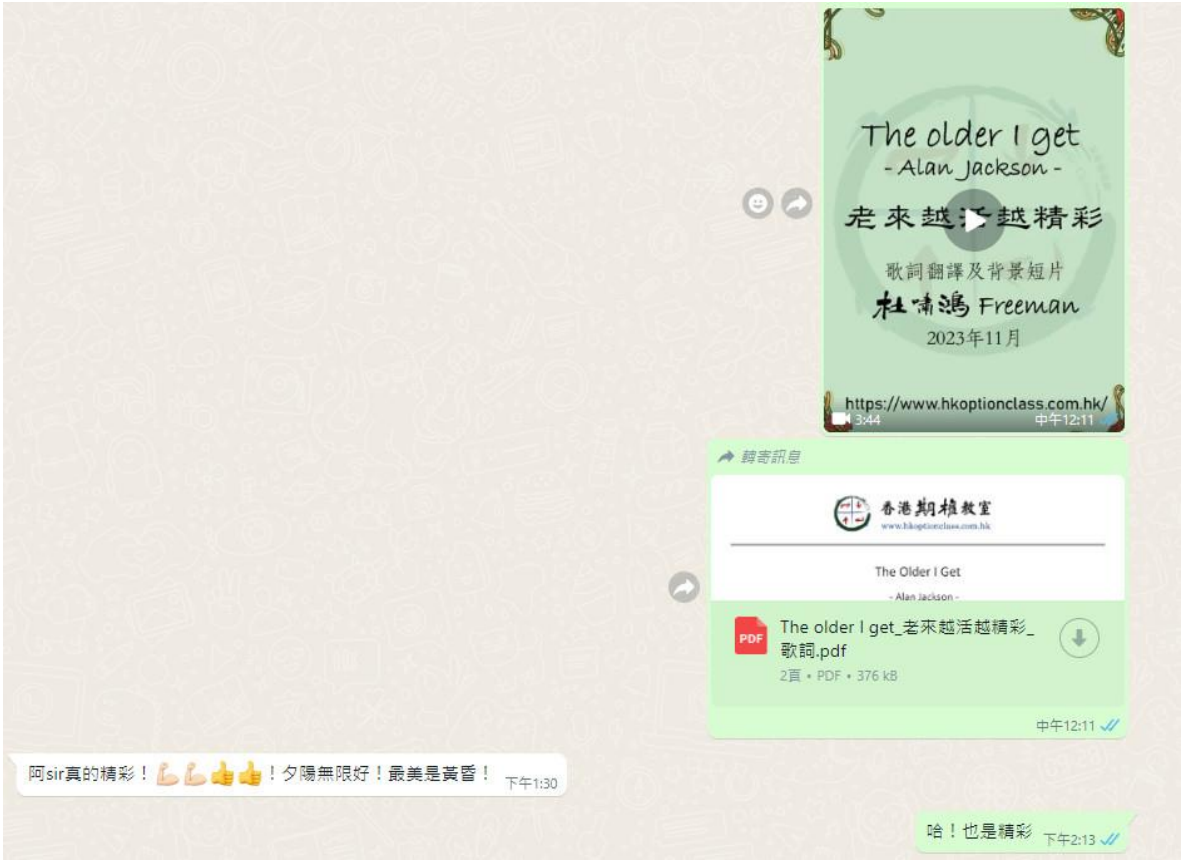 The older I get
- Alan Jackson -
老來越活越精彩
歌詞翻譯及背景短片
杜嘯鴻 Freeman
2023年11月
https://www.hkoptionclass.com.hk/
3:44
中午12:11
轉寄訊息
香港期權教室
www.hkoptionclass.com.hk
The Older I Get
- Alan Jackson -
PDF
The older I get_老來越活越精彩_
歌詞.pdf
2頁 • PDF • 376 kB
中午12:11
阿sir真的精彩！💪🏻💪🏻👍👍！夕陽無限好！最美是黃昏！
下午1:30
哈！也是精彩
下午2:13